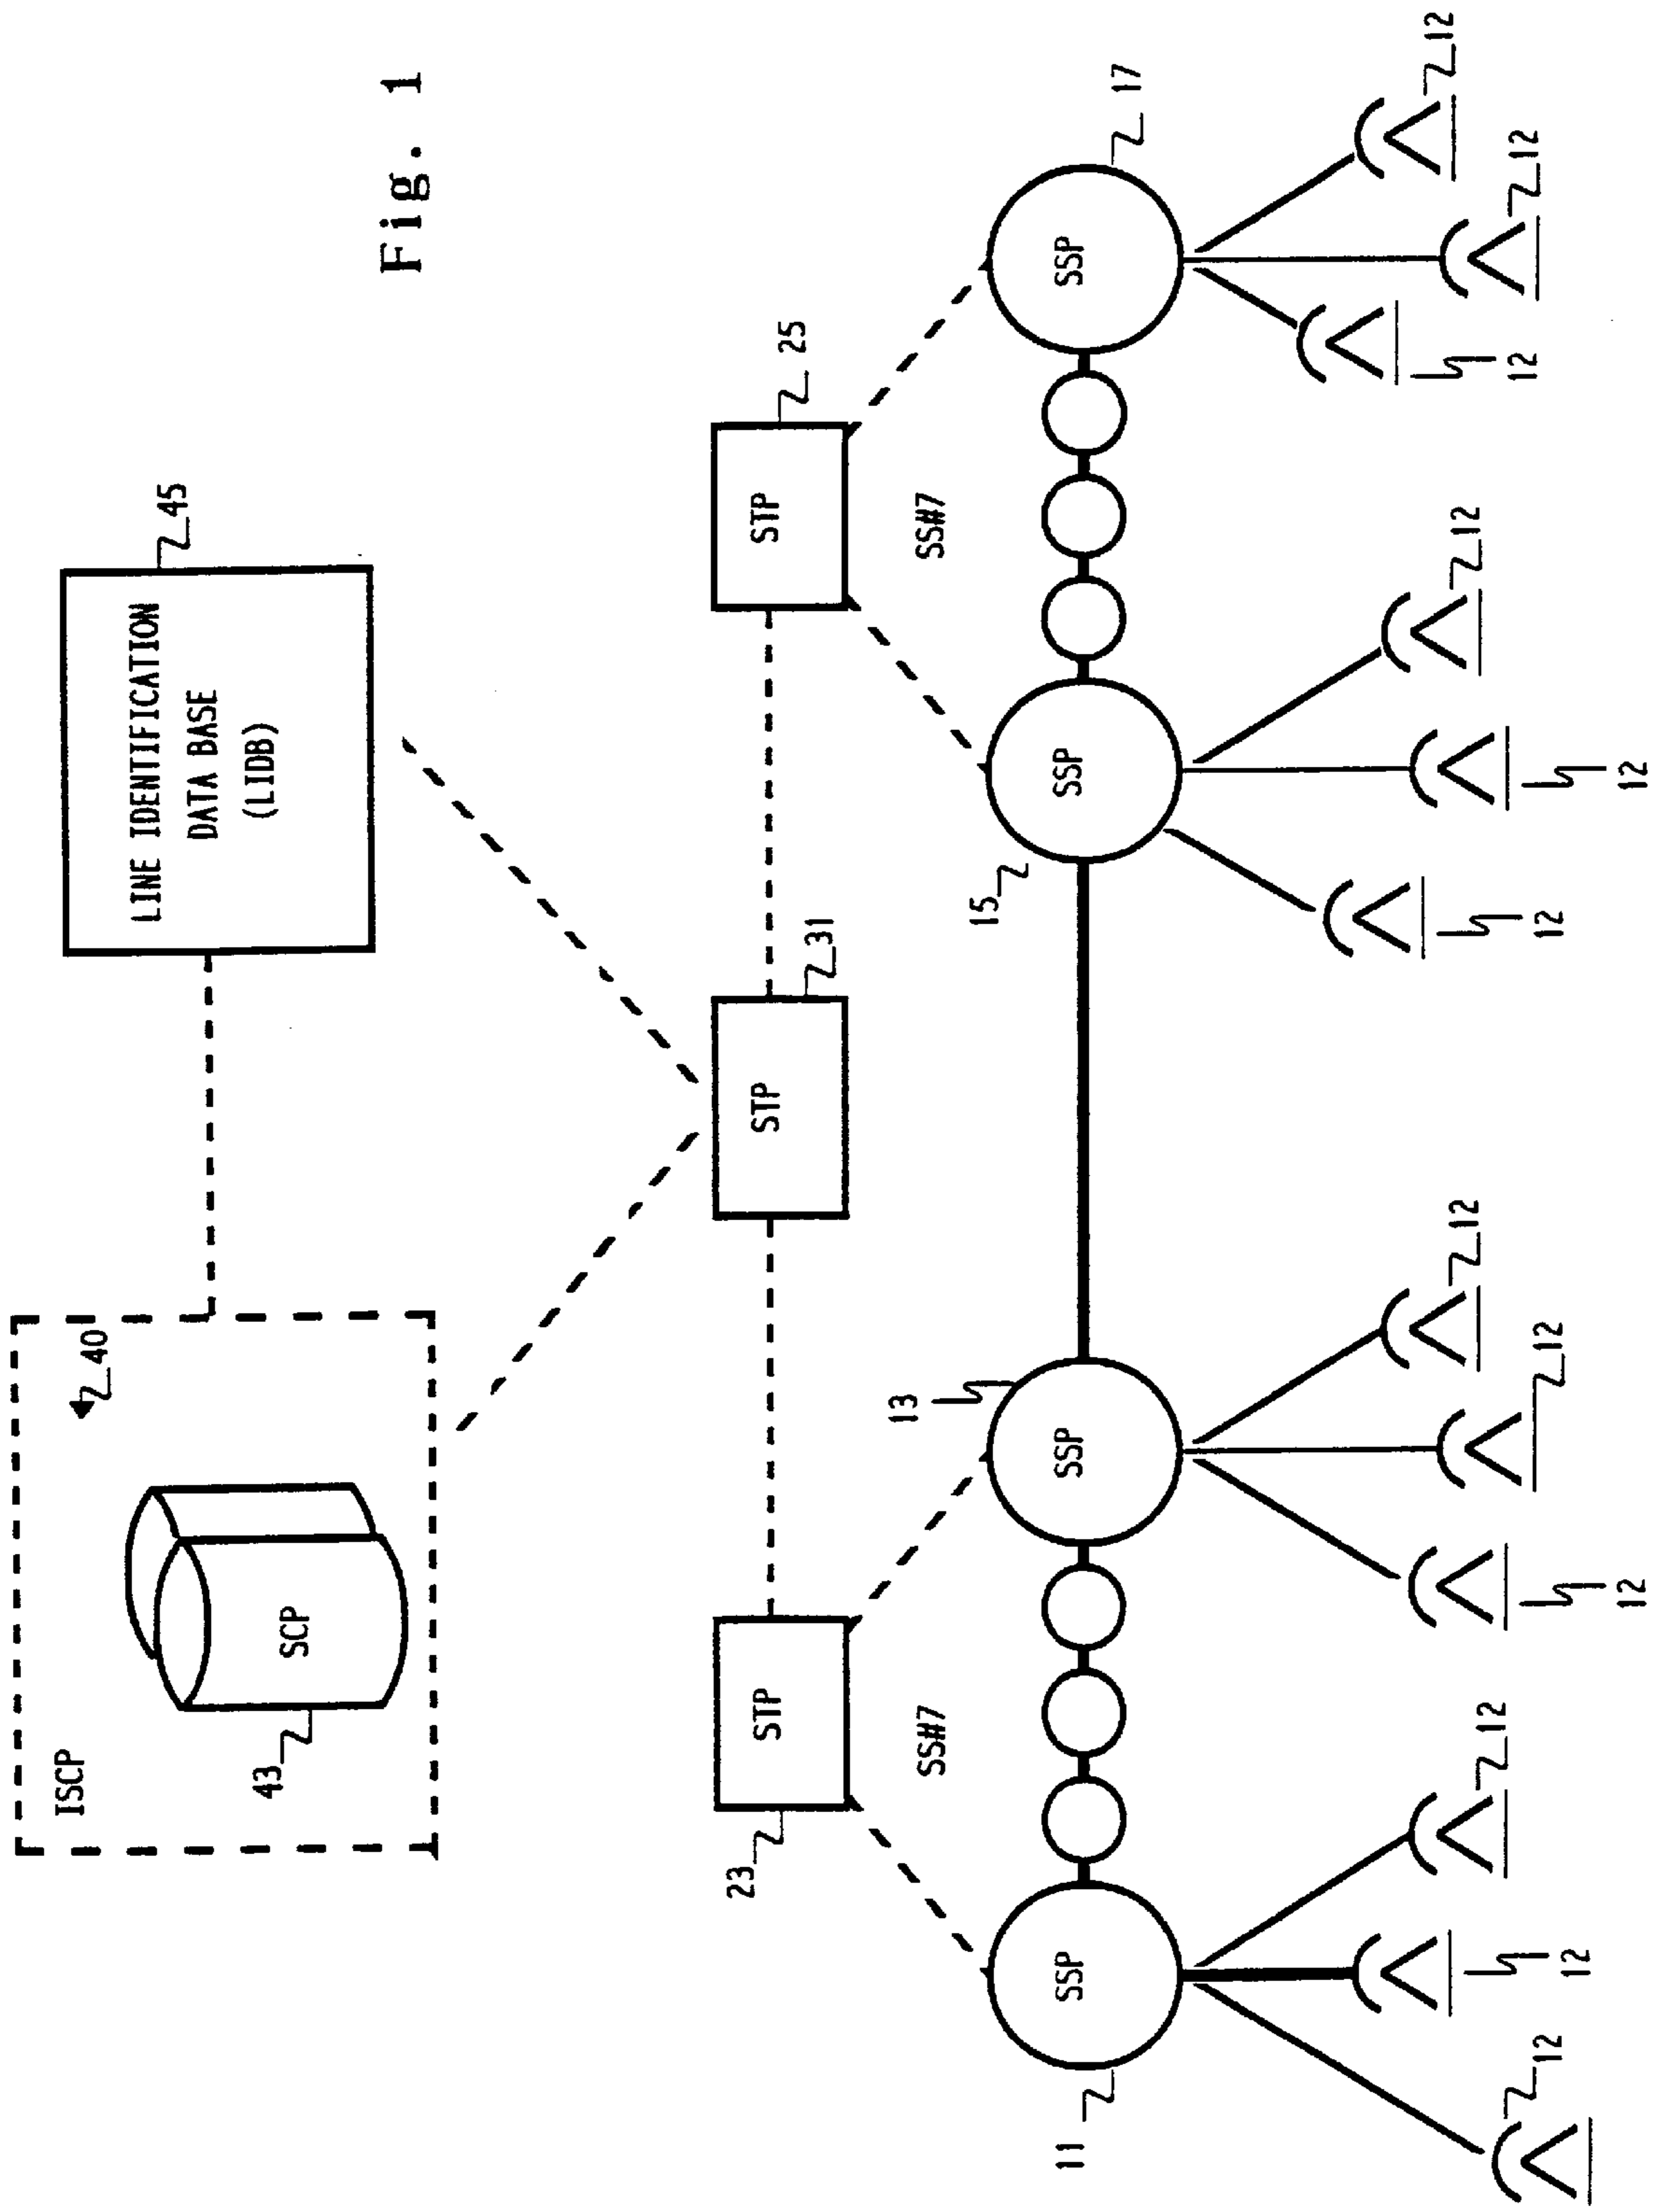 Fig. 1
ISCP
40
SCP
43
LINE IDENTIFICATION
DATA BASE
(LIDB)
45
STP
23
STP
31
STP
25
SS#7
SS#7
SSP
11
SSP
13
SSP
15
SSP
17
12
12
12
12
12
12
12
12
12
12
12
12